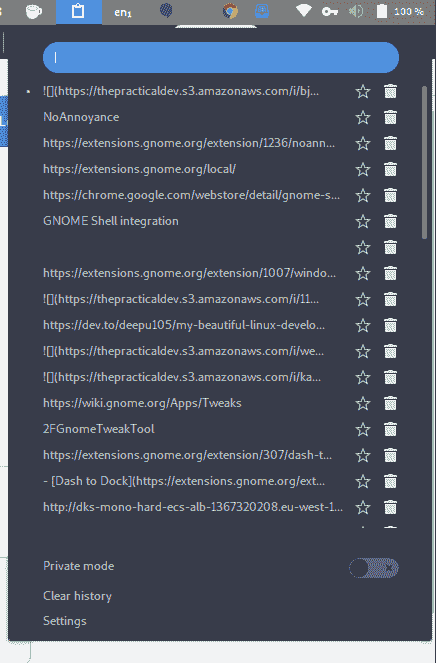 en₁
100 %
![](https://thepracticaldev.s3.amazonaws.com/i/bj...
NoAnnoyance
https://extensions.gnome.org/extension/1236/noann...
https://extensions.gnome.org/local/
https://chrome.google.com/webstore/detail/gnome-s...
GNOME Shell integration
https://extensions.gnome.org/extension/1007/windo...
![](https://thepracticaldev.s3.amazonaws.com/i/11...
https://dev.to/deepu105/my-beautiful-linux-develo...
![](https://thepracticaldev.s3.amazonaws.com/i/we...
![](https://thepracticaldev.s3.amazonaws.com/i/ka...
https://wiki.gnome.org/Apps/Tweaks
2FGnomeTweakTool
https://extensions.gnome.org/extension/307/dash-t...
- [Dash to Dock](https://extensions.gnome.org/ext...
http://dks-mono-hard-ecs-alb-1367320208.eu-west-1...
Private mode
Clear history
Settings